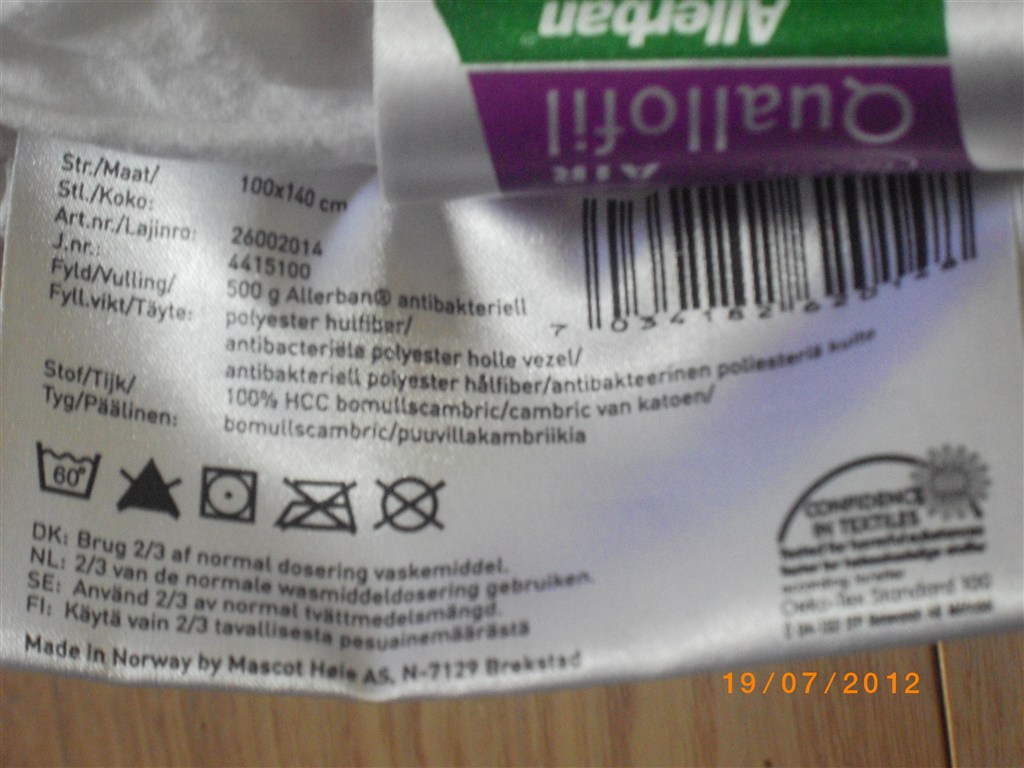 Allerban
Quallofil
AIR
Str./Maat/
Stl./Koko: 100x140 cm
Art.nr./Lajinro: 26002014
J.nr.: 4415100
Fyld/Vulling/ 500 g Allerban® antibakteriell
Fyll.vikt/Täyte: polyester hulfiber/
antibacteriële polyester holle vezel/
antibakteriell polyester hålfiber/antibakteerinen poliesteriä kuitu
Stof/Tijk/ 100% HCC bomullscambric/cambric van katoen/
Tyg/Päälinen: bomullscambric/puuvillakambriikia
60°
DK: Brug 2/3 af normal dosering vaskemiddel.
NL: 2/3 van de normale wasmiddeldosering gebruiken.
SE: Använd 2/3 av normal tvättmedelsmängd.
FI: Käytä vain 2/3 tavallisesta pesuainemäärästä
Made in Norway by Mascot Høie AS, N-7129 Brekstad
CONFIDENCE
IN TEXTILES
Oeko-Tex Standard 100
19/07/2012